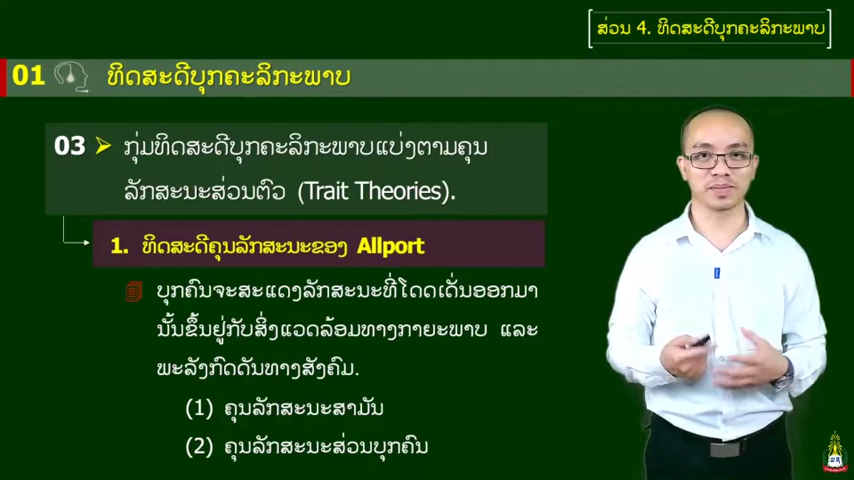 ສ່ວນ 4. ທິດສະດີບຸກຄະລິກະພາບ
01 ທິດສະດີບຸກຄະລິກະພາບ
03 ກຸ່ມທິດສະດີບຸກຄະລິກະພາບແບ່ງຕາມຄຸນ
ລັກສະນະສ່ວນຕົວ (Trait Theories).
1. ທິດສະດີຄຸນລັກສະນະຂອງ Allport
ບຸກຄົນຈະສະແດງລັກສະນະທີ່ໂດດເດັ່ນອອກມາ
ນັ້ນຂຶ້ນຢູ່ກັບສິ່ງແວດລ້ອມທາງກາຍະພາບ ແລະ
ພະລັງກົດດັນທາງສັງຄົມ.
(1) ຄຸນລັກສະນະສາມັນ
(2) ຄຸນລັກສະນະສ່ວນບຸກຄົນ